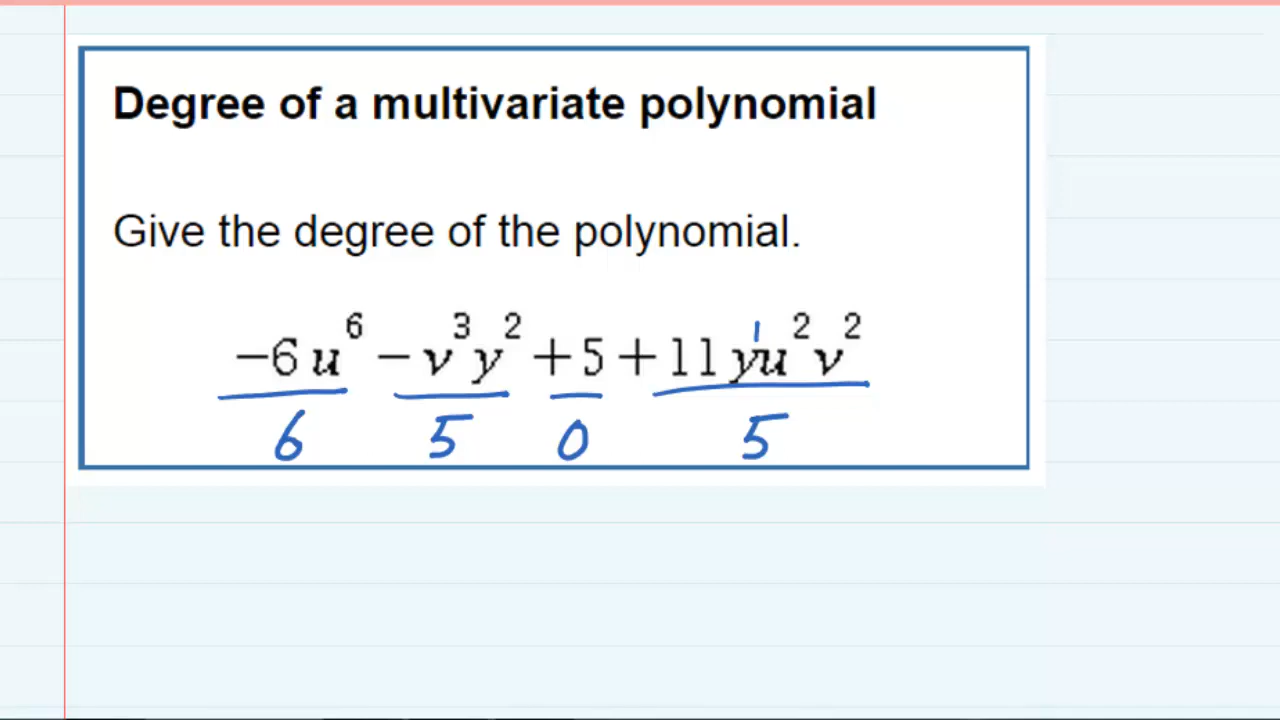 Degree of a multivariate polynomial
Give the degree of the polynomial.
−6u⁶ − v³y² + 5 + 11y¹u²v²
6 5 0 5